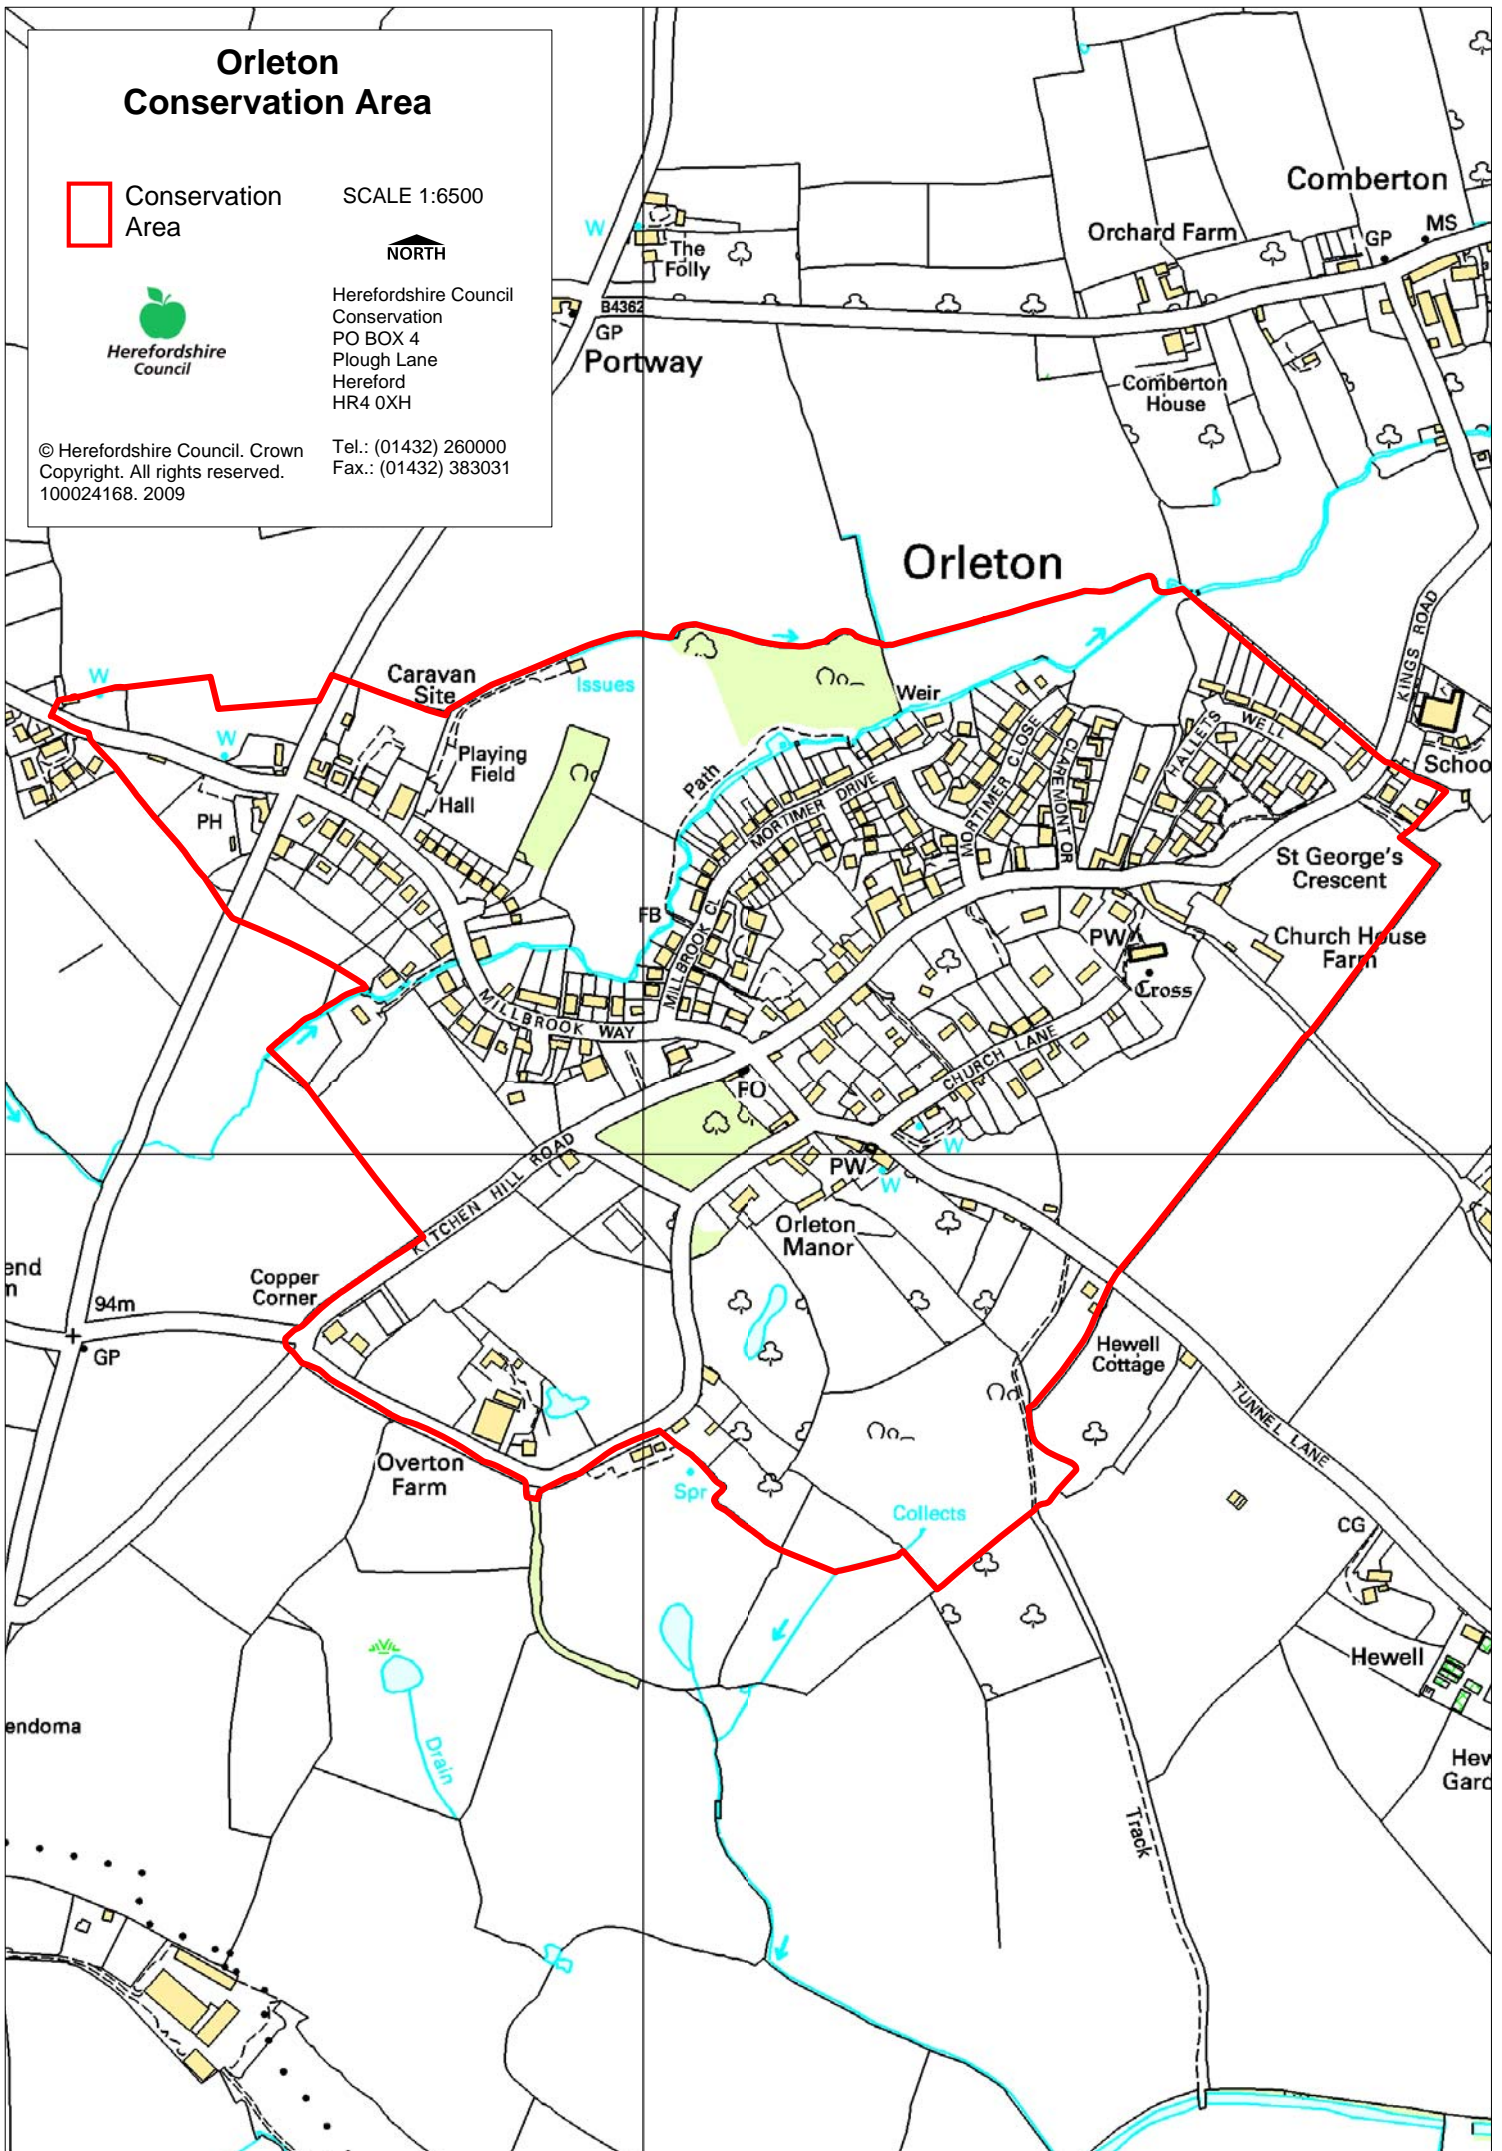 Orleton
Conservation Area
Conservation
Area
SCALE 1:6500
NORTH
Herefordshire
Council
Herefordshire Council
Conservation
PO BOX 4
Plough Lane
Hereford
HR4 0XH
Tel.: (01432) 260000
Fax.: (01432) 383031
© Herefordshire Council. Crown
Copyright. All rights reserved.
100024168. 2009
Comberton
MS
GP
Orchard Farm
W
The
Folly
B4362
GP
Portway
Comberton
House
Orleton
KINGS ROAD
W
Caravan
Site
Issues
Weir
W
Playing
Field
Hall
PH
Path
MORTIMER DRIVE
MORTIMER CLOSE
CLAREMONT
HALLETS WELL
Schoo
St George's
Crescent
FB
MILLBROOK CL
PW
Church House
Farm
Cross
MILLBROOK WAY
CHURCH LANE
PO
KITCHEN HILL ROAD
PW
W
W
Orleton
Manor
end
m
94m
GP
Copper
Corner
Hewell
Cottage
TUNNEL LANE
Overton
Farm
Spr
Collects
CG
Hewell
endoma
Drain
Hew
Gard
Track